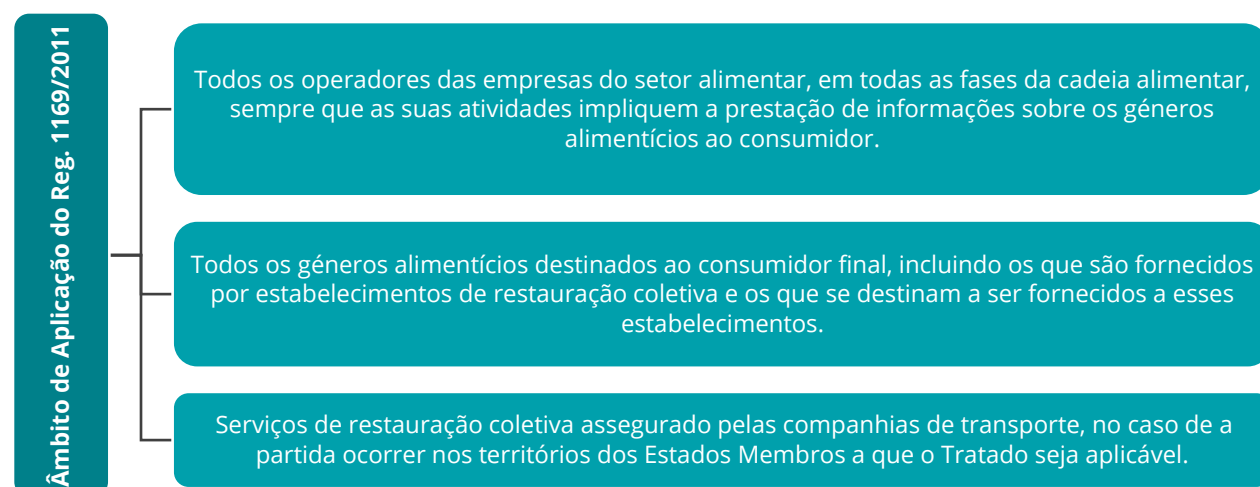 Âmbito de Aplicação do Reg. 1169/2011
Todos os operadores das empresas do setor alimentar, em todas as fases da cadeia alimentar,
sempre que as suas atividades impliquem a prestação de informações sobre os géneros
alimentícios ao consumidor.
Todos os géneros alimentícios destinados ao consumidor final, incluindo os que são fornecidos
por estabelecimentos de restauração coletiva e os que se destinam a ser fornecidos a esses
estabelecimentos.
Serviços de restauração coletiva assegurado pelas companhias de transporte, no caso de a
partida ocorrer nos territórios dos Estados Membros a que o Tratado seja aplicável.